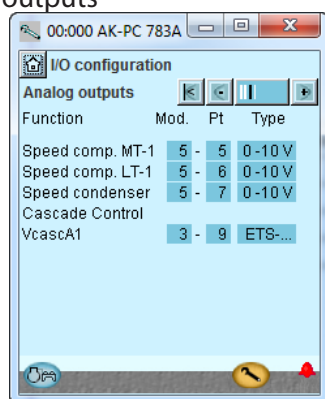 outputs
00:000 AK-PC 783A
I/O configuration
Analog outputs
Function Mod. Pt Type
Speed comp. MT-1 5 - 5 0 -10 V
Speed comp. LT-1 5 - 6 0 -10 V
Speed condenser 5 - 7 0 -10 V
Cascade Control
VcascA1 3 - 9 ETS-...